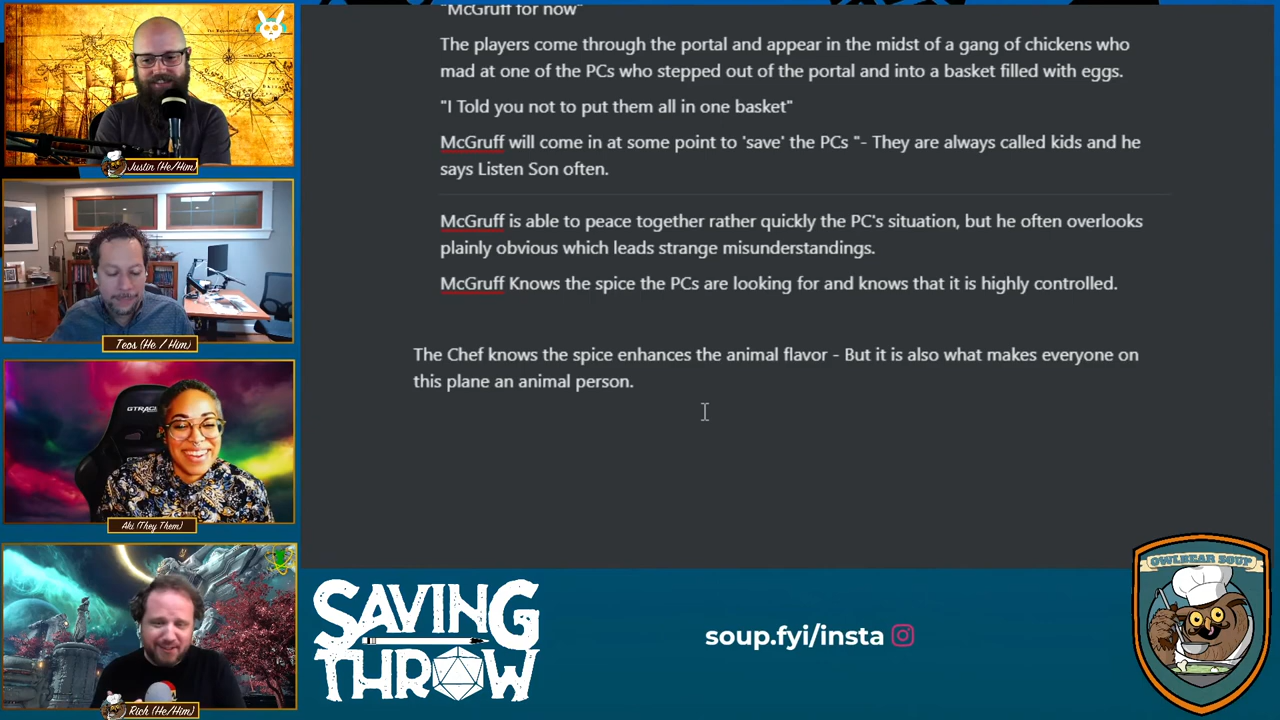 "McGruff for now"
The players come through the portal and appear in the midst of a gang of chickens who
mad at one of the PCs who stepped out of the portal and into a basket filled with eggs.
"I Told you not to put them all in one basket"
McGruff will come in at some point to 'save' the PCs "- They are always called kids and he
says Listen Son often.
McGruff is able to peace together rather quickly the PC's situation, but he often overlooks
plainly obvious which leads strange misunderstandings.
McGruff Knows the spice the PCs are looking for and knows that it is highly controlled.
The Chef knows the spice enhances the animal flavor - But it is also what makes everyone on
this plane an animal person.
Justin (He/Him)
Teos (He / Him)
GTRACING
Aki (They Them)
Rich (He/Him)
SAVING
THROW
soup.fyi/insta
OWLBEAR SOUP